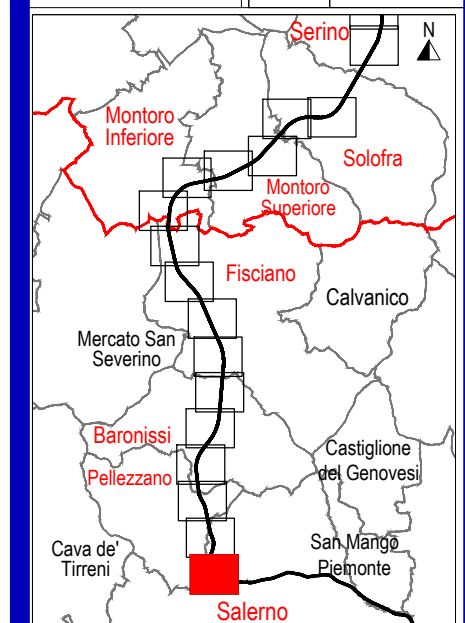 Serino
N
Montoro
Inferiore
Solofra
Montoro
Superiore
Fisciano
Calvanico
Mercato San
Severino
Baronissi
Castiglione
del Genovesi
Pellezzano
Cava de'
Tirreni
San Mango
Piemonte
Salerno